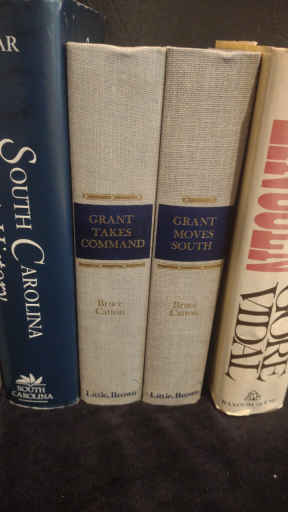 SOUTH CAROLINA
SOUTH
CAROLINA
GRANT
TAKES
COMMAND
Bruce
Catton
Little, Brown
GRANT
MOVES
SOUTH
Bruce
Catton
Little, Brown
GORE
VIDAL